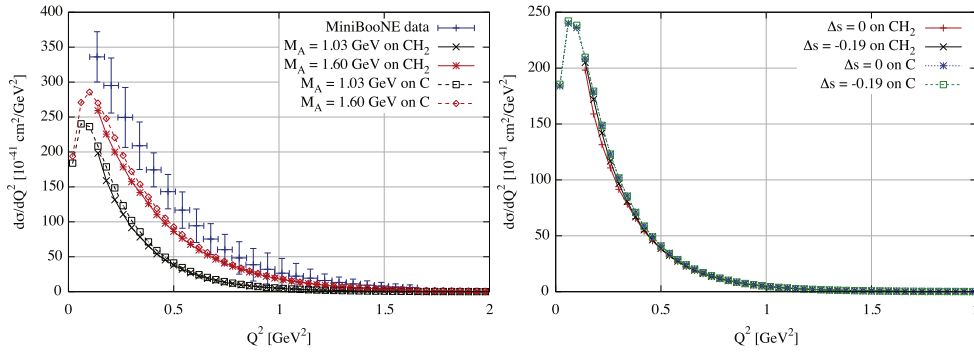 400
350
300
250
200
150
100
50
0
dσ/dQ² [10⁻⁴¹ cm²/GeV²]
MiniBooNE data
M_A = 1.03 GeV on CH₂
M_A = 1.60 GeV on CH₂
M_A = 1.03 GeV on C
M_A = 1.60 GeV on C
0 0.5 1 1.5 2
Q² [GeV²]
250
200
150
100
50
0
dσ/dQ² [10⁻⁴¹ cm²/GeV²]
Δs = 0 on CH₂
Δs = -0.19 on CH₂
Δs = 0 on C
Δs = -0.19 on C
0 0.5 1 1.5 2
Q² [GeV²]